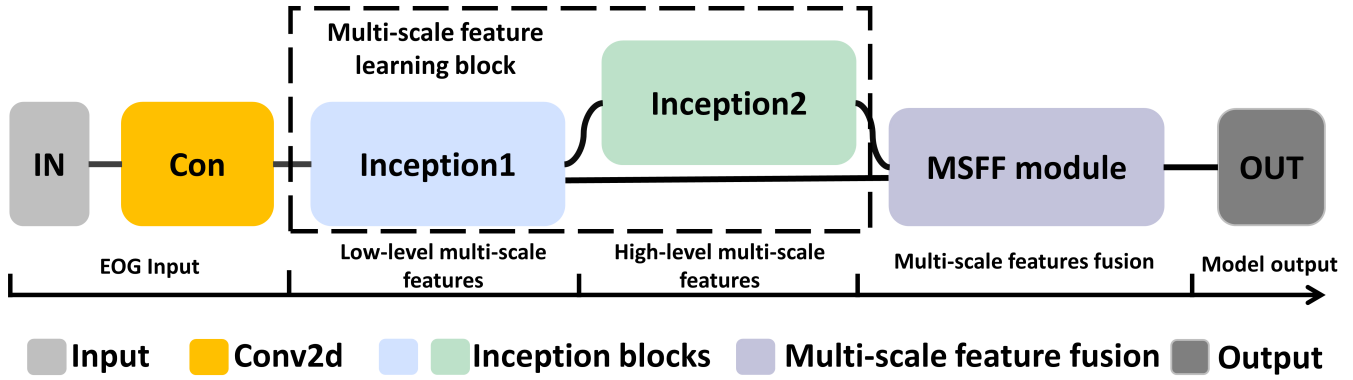 Multi-scale feature
learning block
IN
Con
Inception1
Inception2
MSFF module
OUT
EOG Input
Low-level multi-scale
features
High-level multi-scale
features
Multi-scale features fusion
Model output
Input
Conv2d
Inception blocks
Multi-scale feature fusion
Output